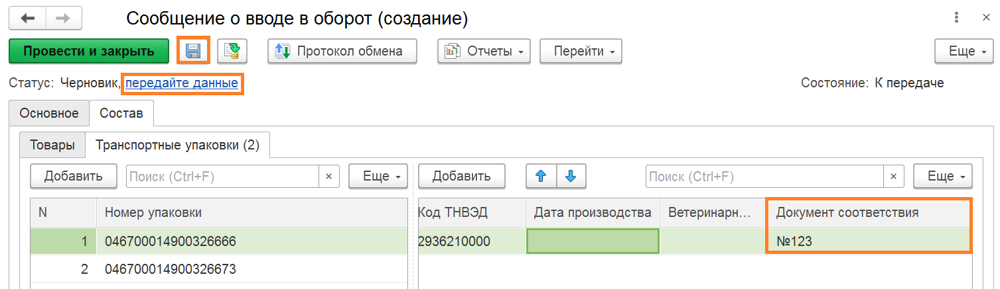 Сообщение о вводе в оборот (создание)
Провести и закрыть Протокол обмена Отчеты Перейти Еще
Статус: Черновик, передайте данные Состояние: К передаче
Основное Состав
Товары Транспортные упаковки (2)
Добавить Поиск (Ctrl+F) × Еще Добавить Поиск (Ctrl+F) × Еще
N Номер упаковки Код ТНВЭД Дата производства Ветеринарн... Документ соответствия
1 046700014900326666 2936210000 №123
2 046700014900326673